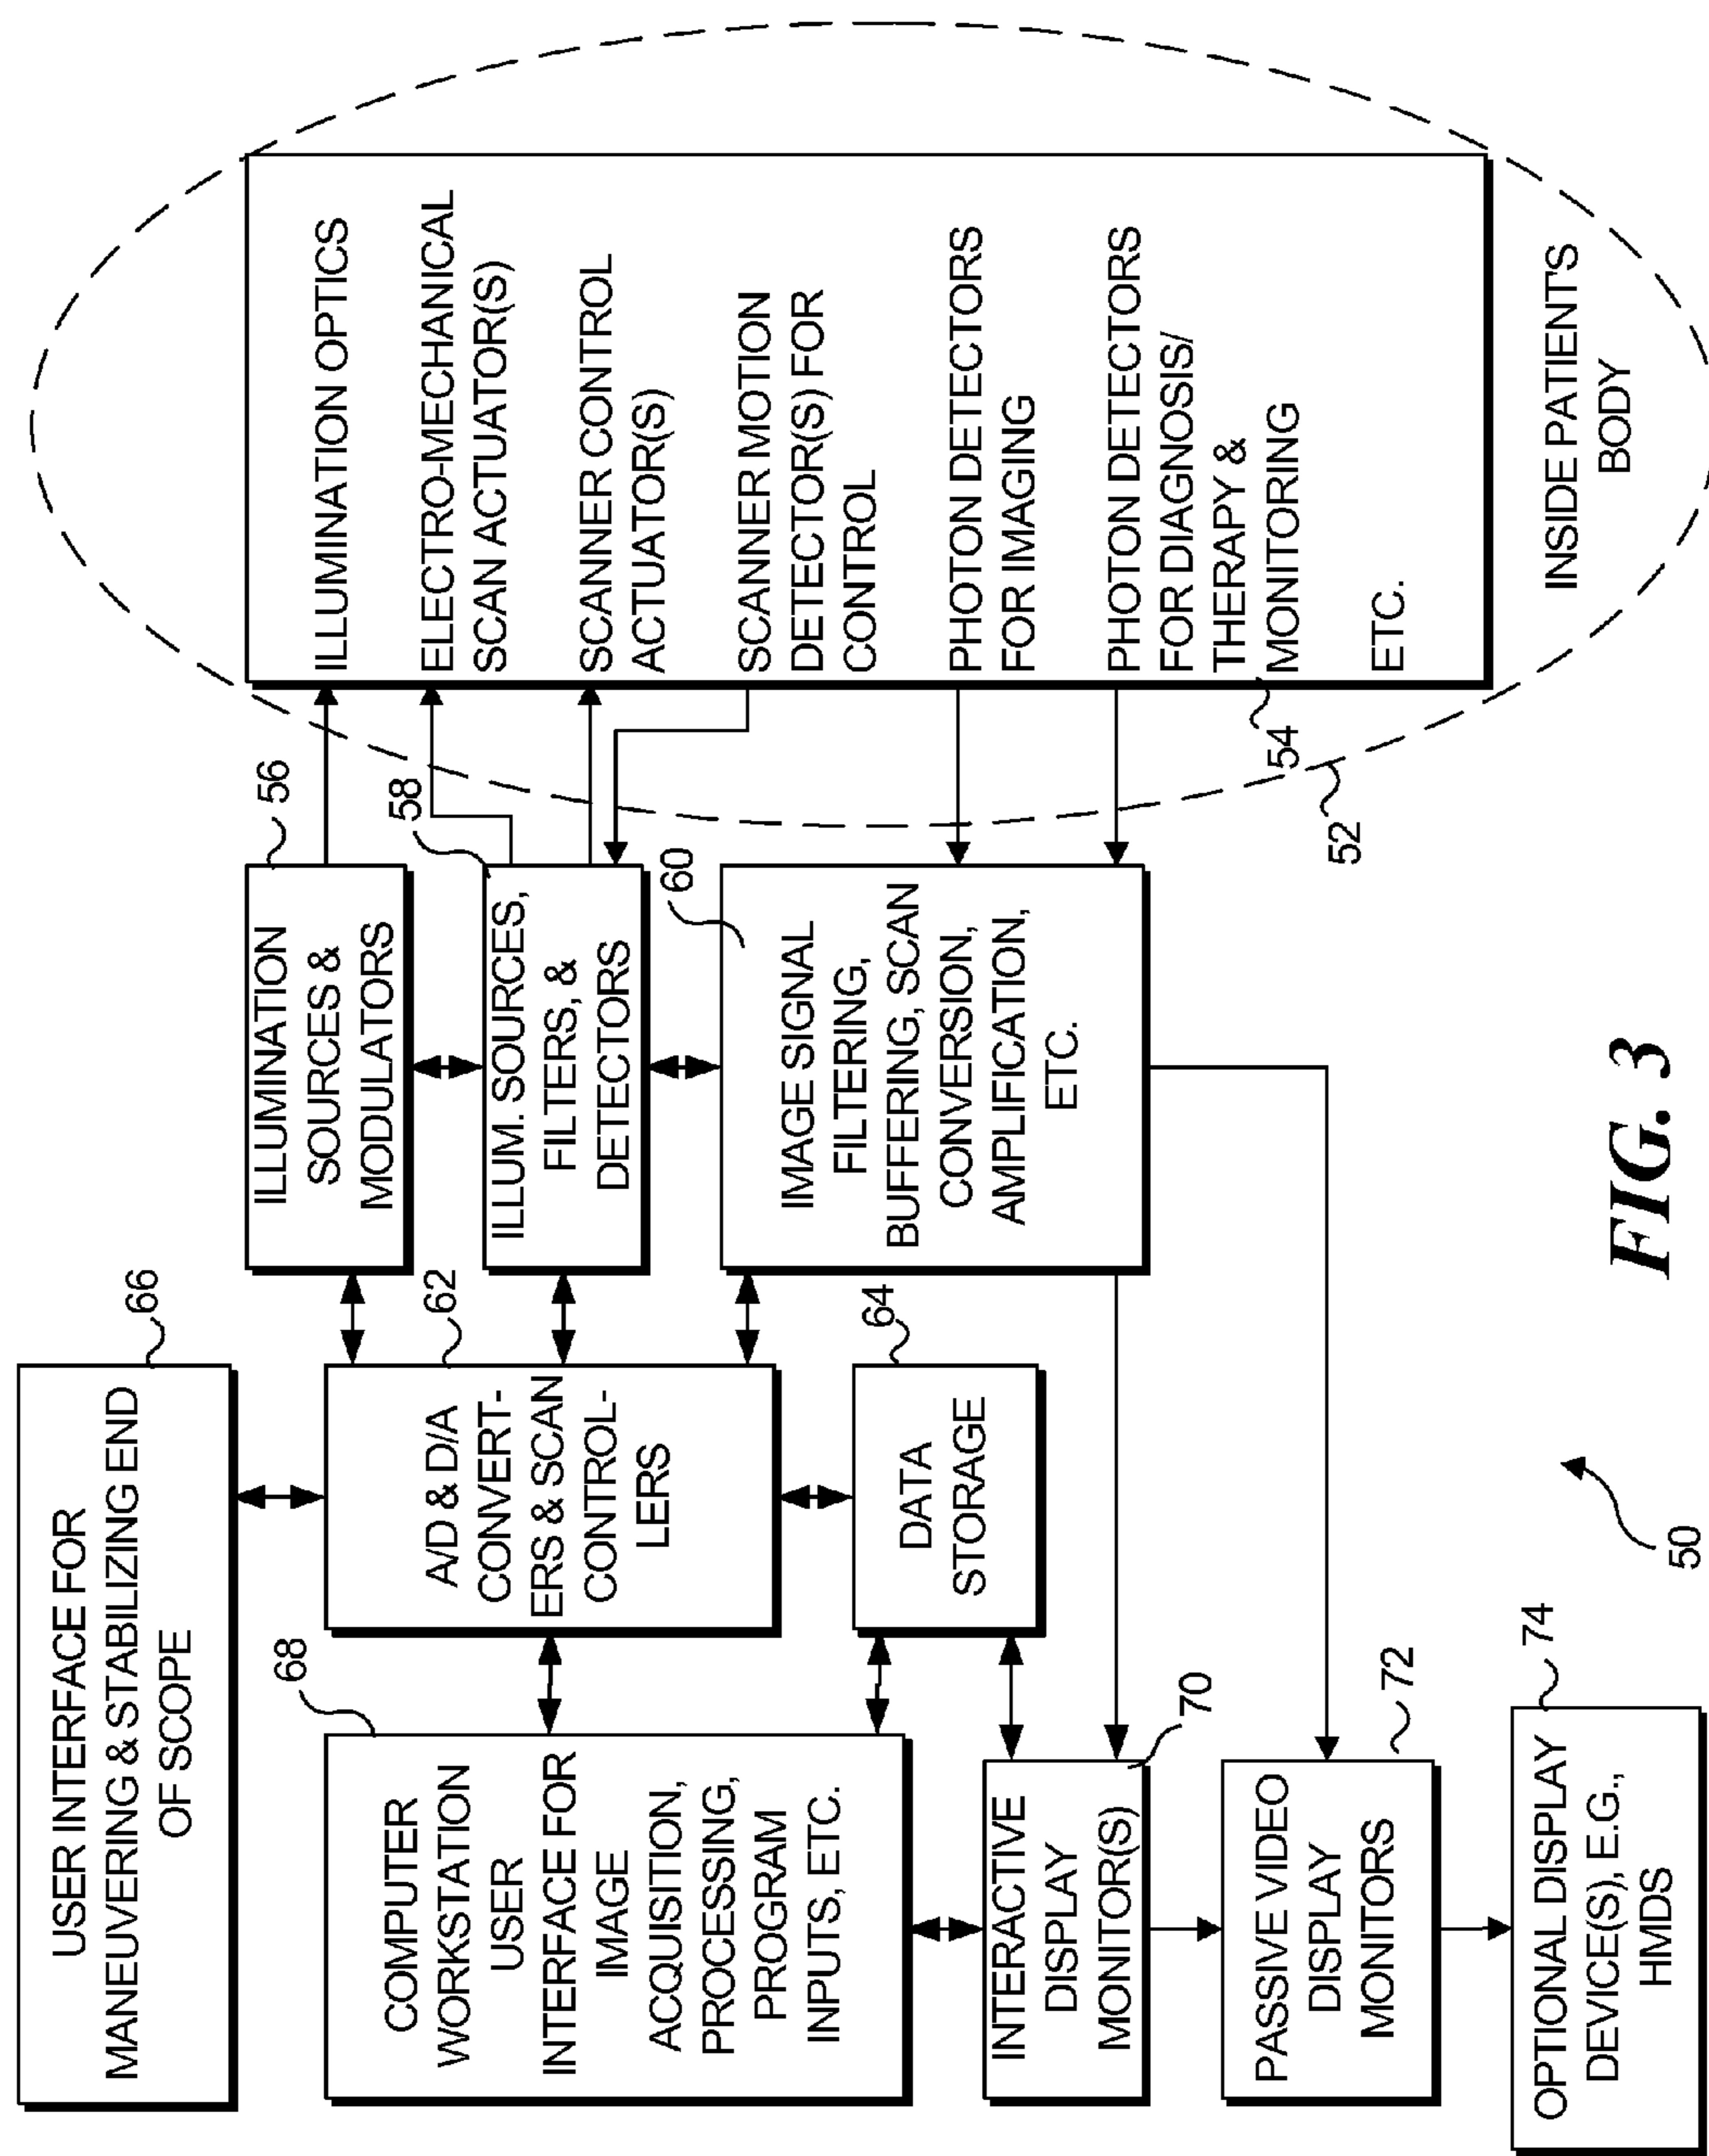 USER INTERFACE FOR
MANEUVERING & STABILIZING END
OF SCOPE
66
68
COMPUTER
WORKSTATION
USER
INTERFACE FOR
IMAGE
ACQUISITION,
PROCESSING,
PROGRAM
INPUTS, ETC.
A/D & D/A
CONVERT-
ERS & SCAN
CONTROL-
LERS
62
ILLUMINATION
SOURCES &
MODULATORS
56
ILLUM. SOURCES,
FILTERS, &
DETECTORS
58
60
IMAGE SIGNAL
FILTERING,
BUFFERING, SCAN
CONVERSION,
AMPLIFICATION,
ETC.
64
DATA
STORAGE
INTERACTIVE
DISPLAY
MONITOR(S)
70
PASSIVE VIDEO
DISPLAY
MONITORS
72
OPTIONAL DISPLAY
DEVICE(S), E.G.,
HMDS
74
ILLUMINATION OPTICS
ELECTRO-MECHANICAL
SCAN ACTUATOR(S)
SCANNER CONTROL
ACTUATOR(S)
SCANNER MOTION
DETECTOR(S) FOR
CONTROL
PHOTON DETECTORS
FOR IMAGING
PHOTON DETECTORS
FOR DIAGNOSIS/
THERAPY &
MONITORING
ETC.
54
52
INSIDE PATIENTS
BODY
50
FIG. 3